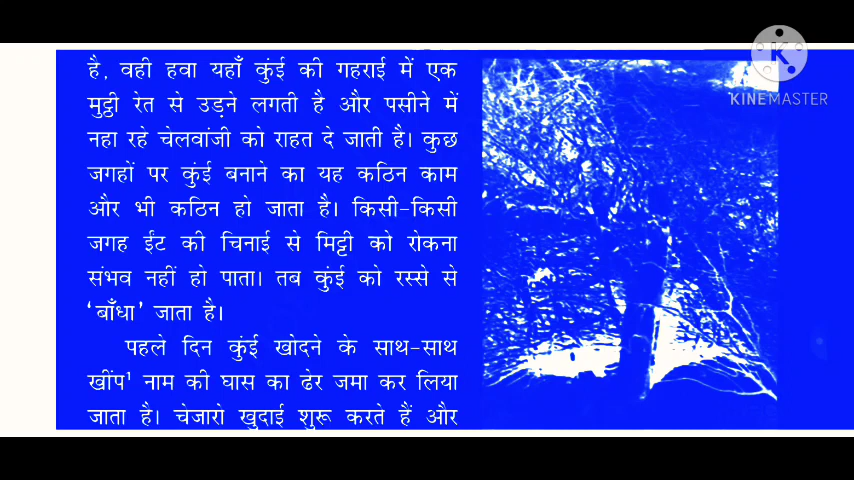 है, वही हवा यहाँ कुंई की गहराई में एक
मुट्ठी रेत से उड़ने लगती है और पसीने में
नहा रहे चेलवांजी को राहत दे जाती है। कुछ
जगहों पर कुंई बनाने का यह कठिन काम
और भी कठिन हो जाता है। किसी-किसी
जगह ईंट की चिनाई से मिट्टी को रोकना
संभव नहीं हो पाता। तब कुंई को रस्से से
‘बाँधा’ जाता है।
पहले दिन कुंई खोदने के साथ-साथ
खींप¹ नाम की घास का ढेर जमा कर लिया
जाता है। चेजारो खुदाई शुरू करते हैं और
KINEMASTER